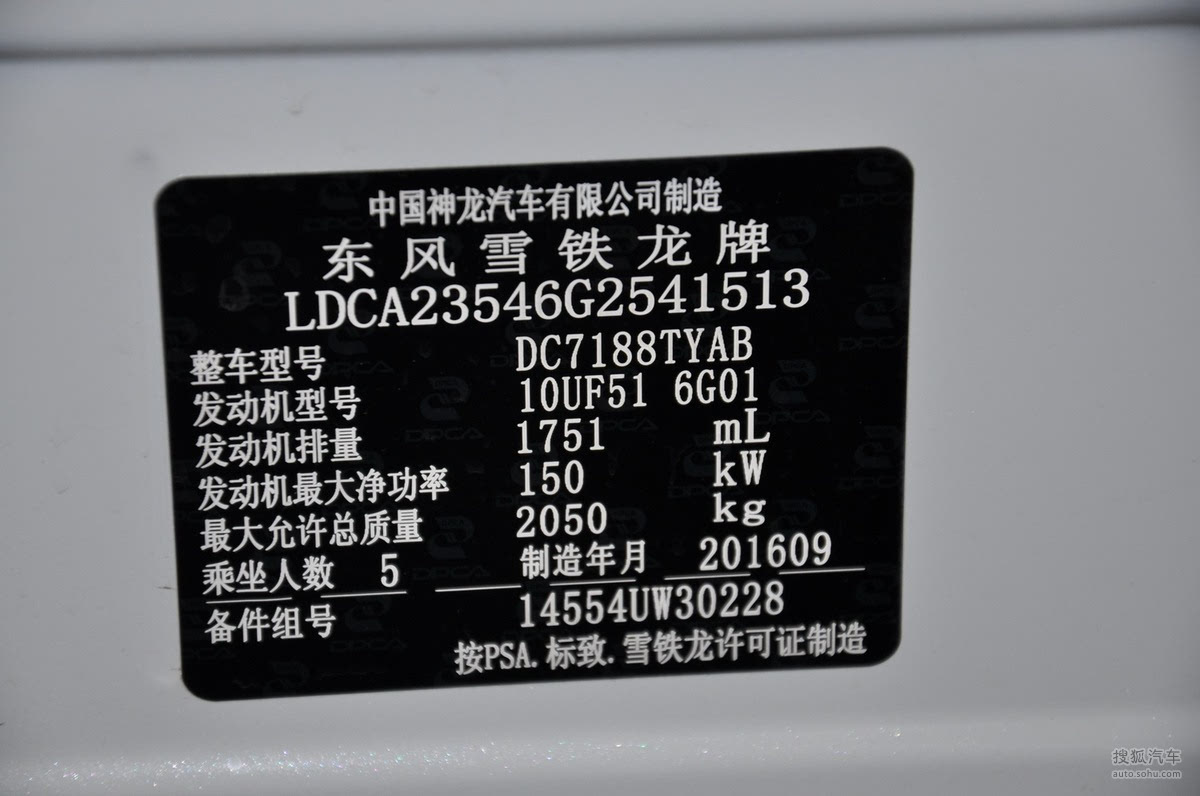 中国神龙汽车有限公司制造
东风雪铁龙牌
LDCA23546G2541513
整车型号 DC7188TYAB
发动机型号 10UF51 6G01
发动机排量 1751 mL
发动机最大净功率 150 kW
最大允许总质量 2050 kg
乘坐人数 5 制造年月 201609
备件组号 14554UW30228
按PSA.标致.雪铁龙许可证制造
DPCA
搜狐汽车
auto.sohu.com